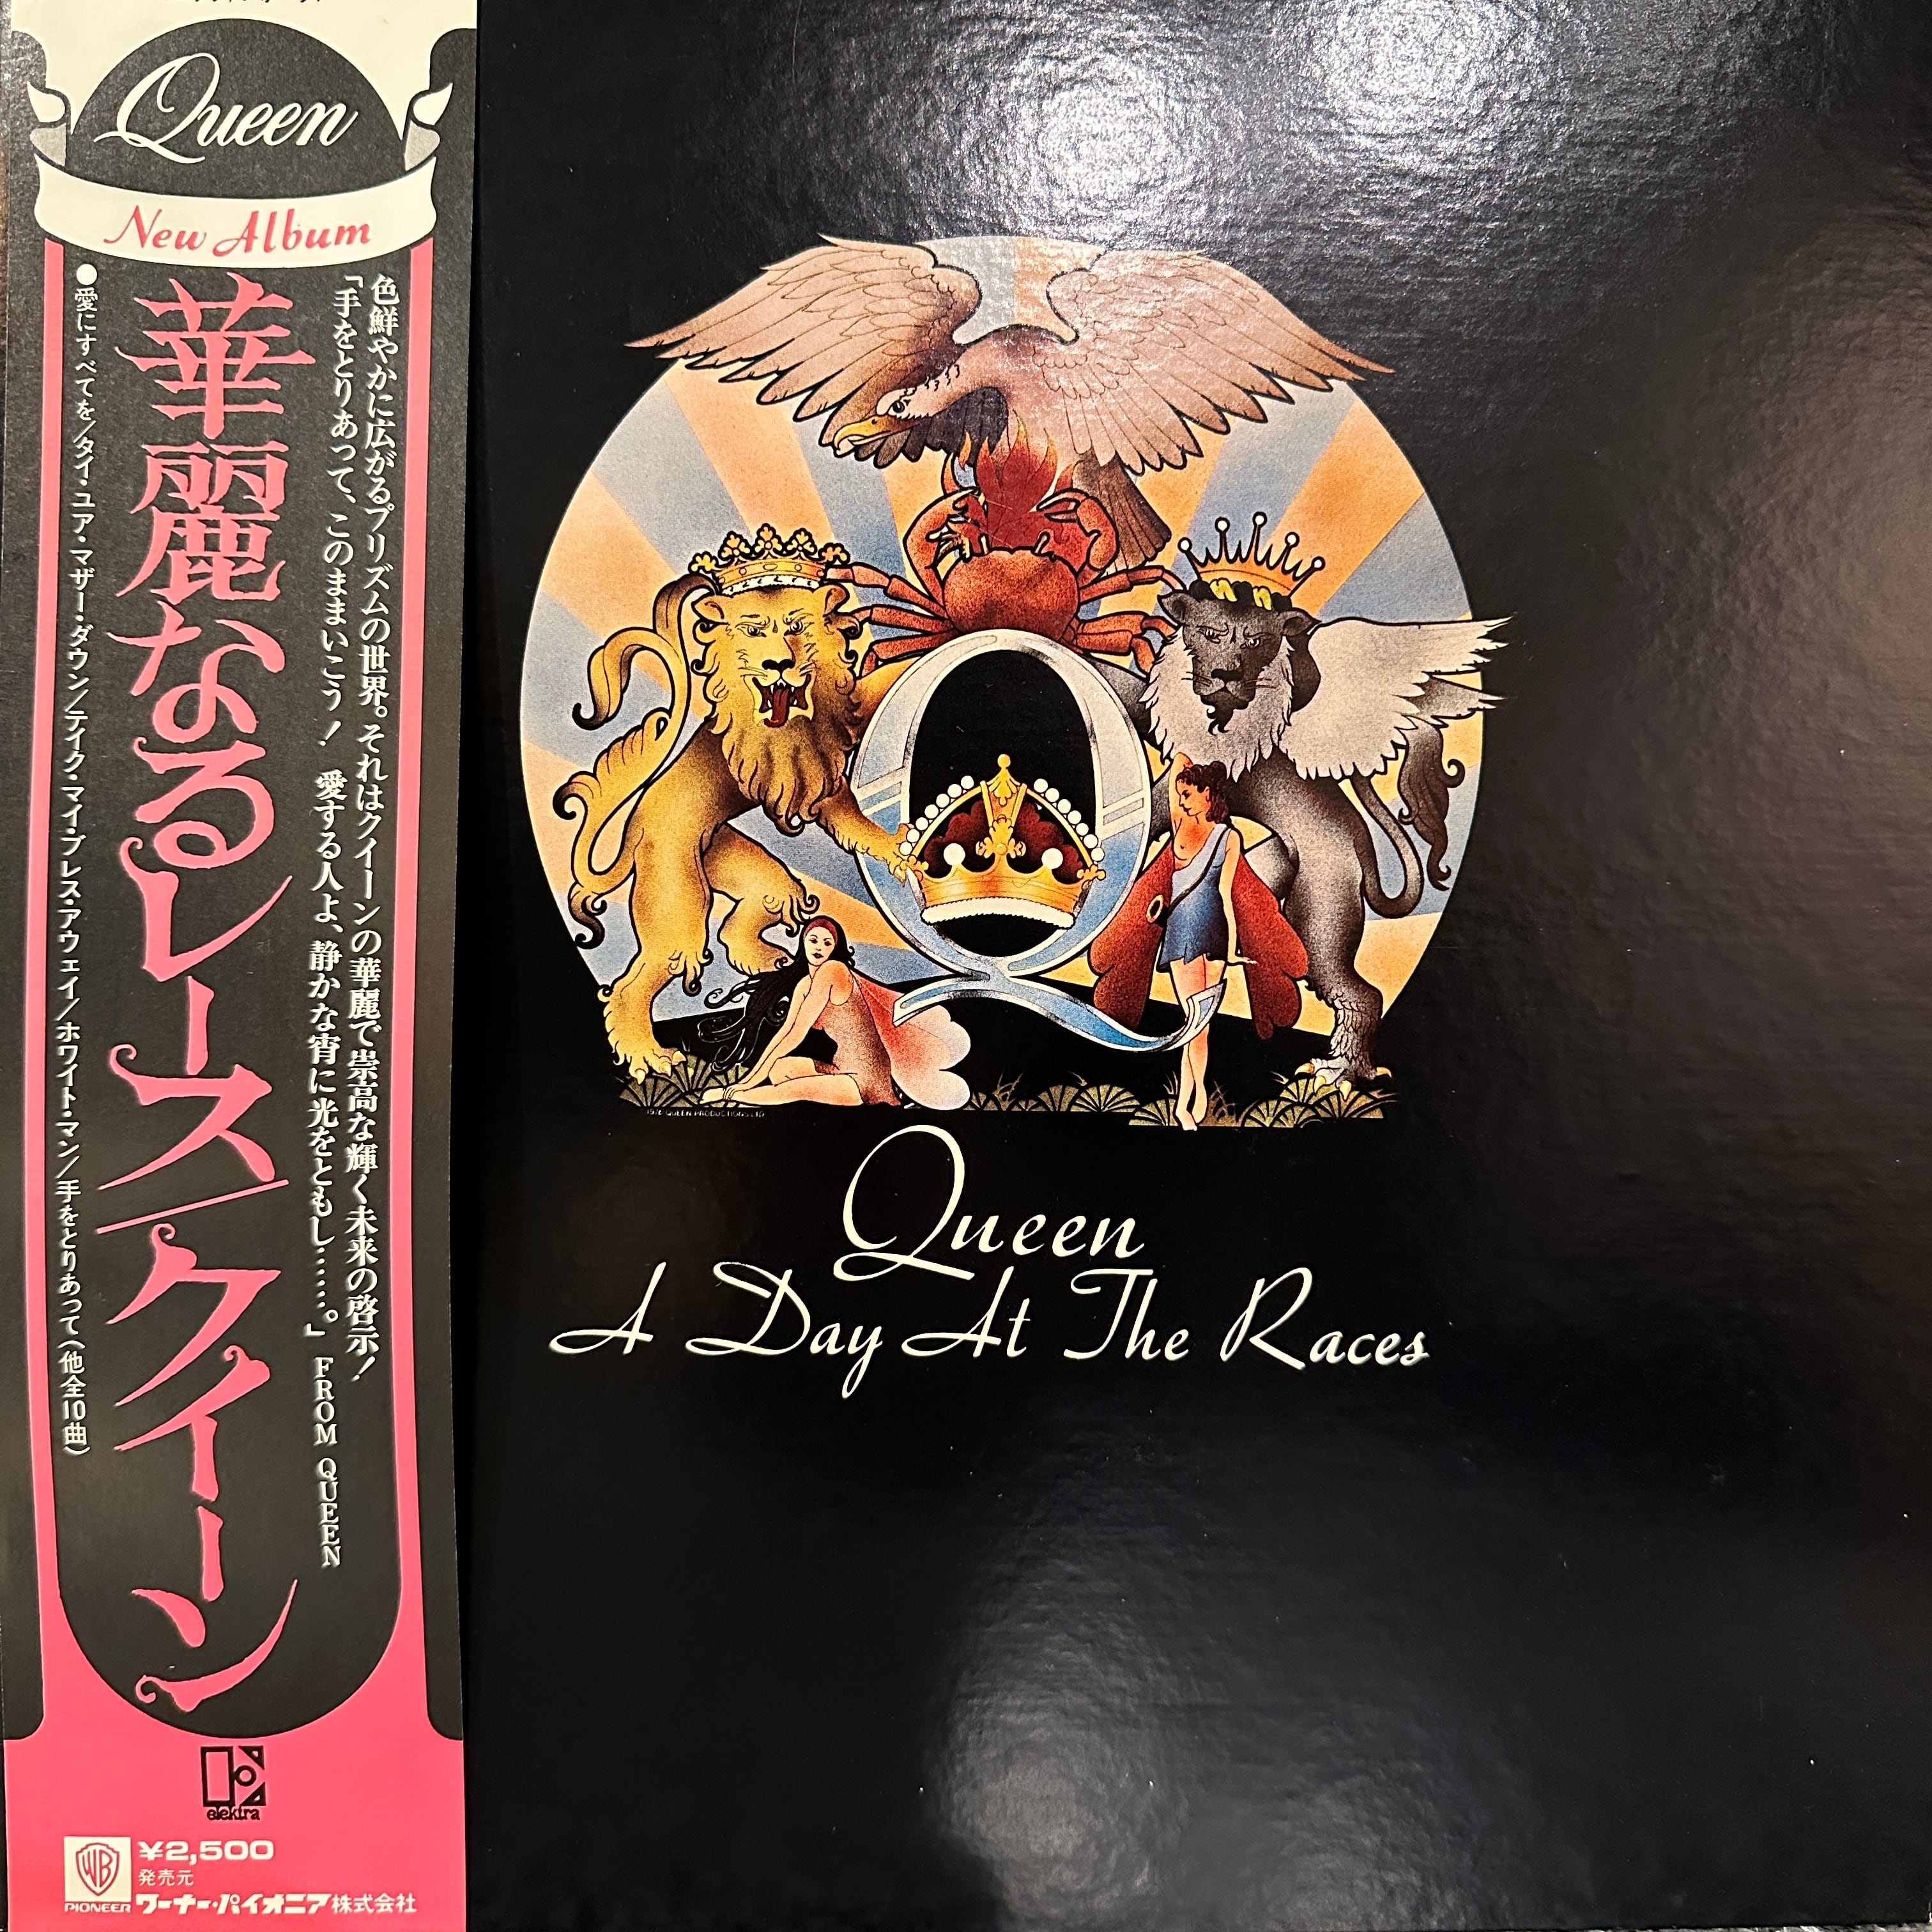 Queen
New Album
色鮮やかに広がるプリズムの世界。それはクイーンの華麗で崇高な輝く未来の啓示!
「手をとりあって、このままいこう! 愛する人よ、静かな宵に光をともし……。」 FROM QUEEN
華麗なるレース/クイーン
●愛にすべてを/タイ・ユア・マザー・ダウン/テイク・マイ・ブレス・アウェイ/ホワイト・マン/手をとりあって(他全10曲)
elektra
WB
PIONEER
¥2,500
発売元
ワーナー・パイオニア株式会社
1976 QUEEN PRODUCTIONS LTD
Queen
A Day At The Races